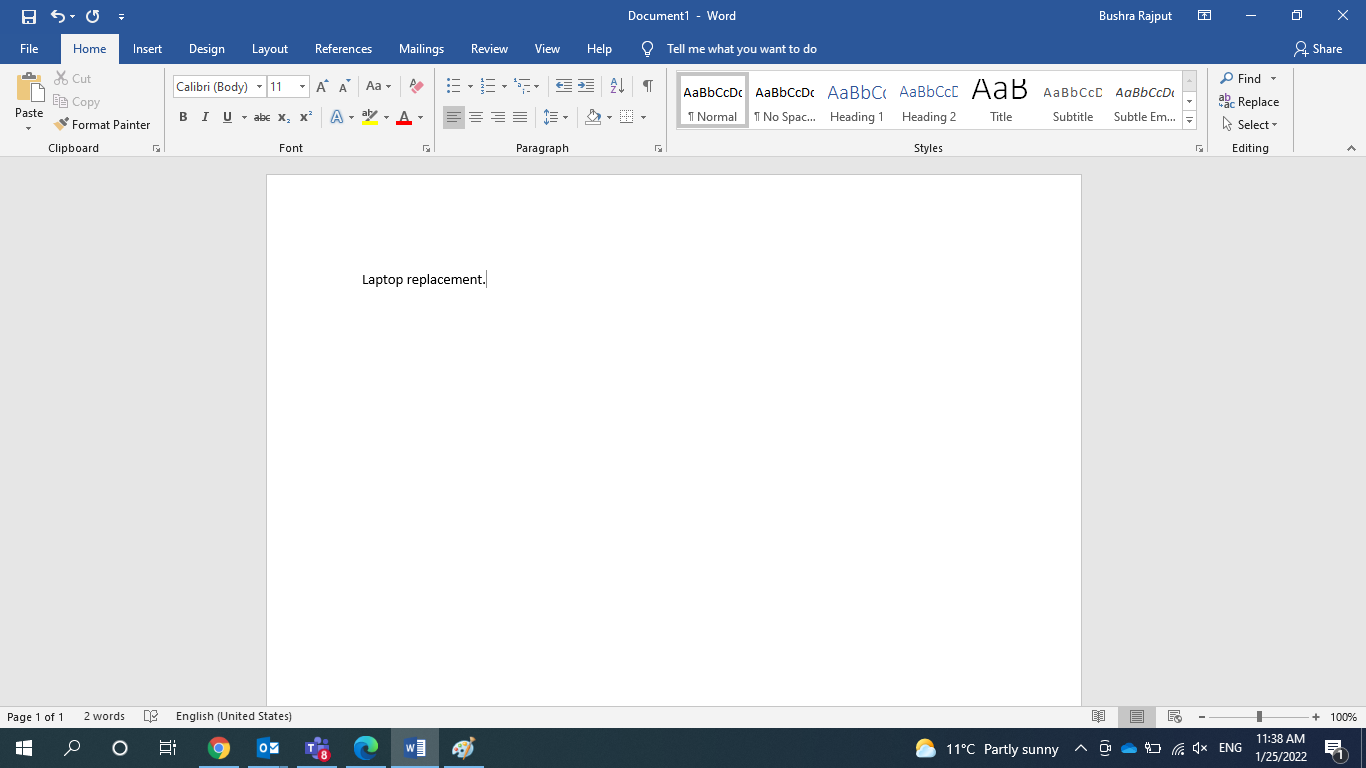 Document1 - Word
Bushra Rajput
File Home Insert Design Layout References Mailings Review View Help Tell me what you want to do Share
Paste
Cut
Copy
Format Painter
Clipboard
Calibri (Body) 11
Aa
B I U abc x₂ x² A ab A
Font
Paragraph
AaBbCcDc AaBbCcDc AaBbCc AaBbCcD AaB AaBbCcD AaBbCcDc
¶ Normal ¶ No Spac... Heading 1 Heading 2 Title Subtitle Subtle Em...
Styles
Find
Replace
Select
Editing
Laptop replacement.
Page 1 of 1 2 words English (United States) 100%
8
11°C Partly sunny
ENG
11:38 AM
1/25/2022
1